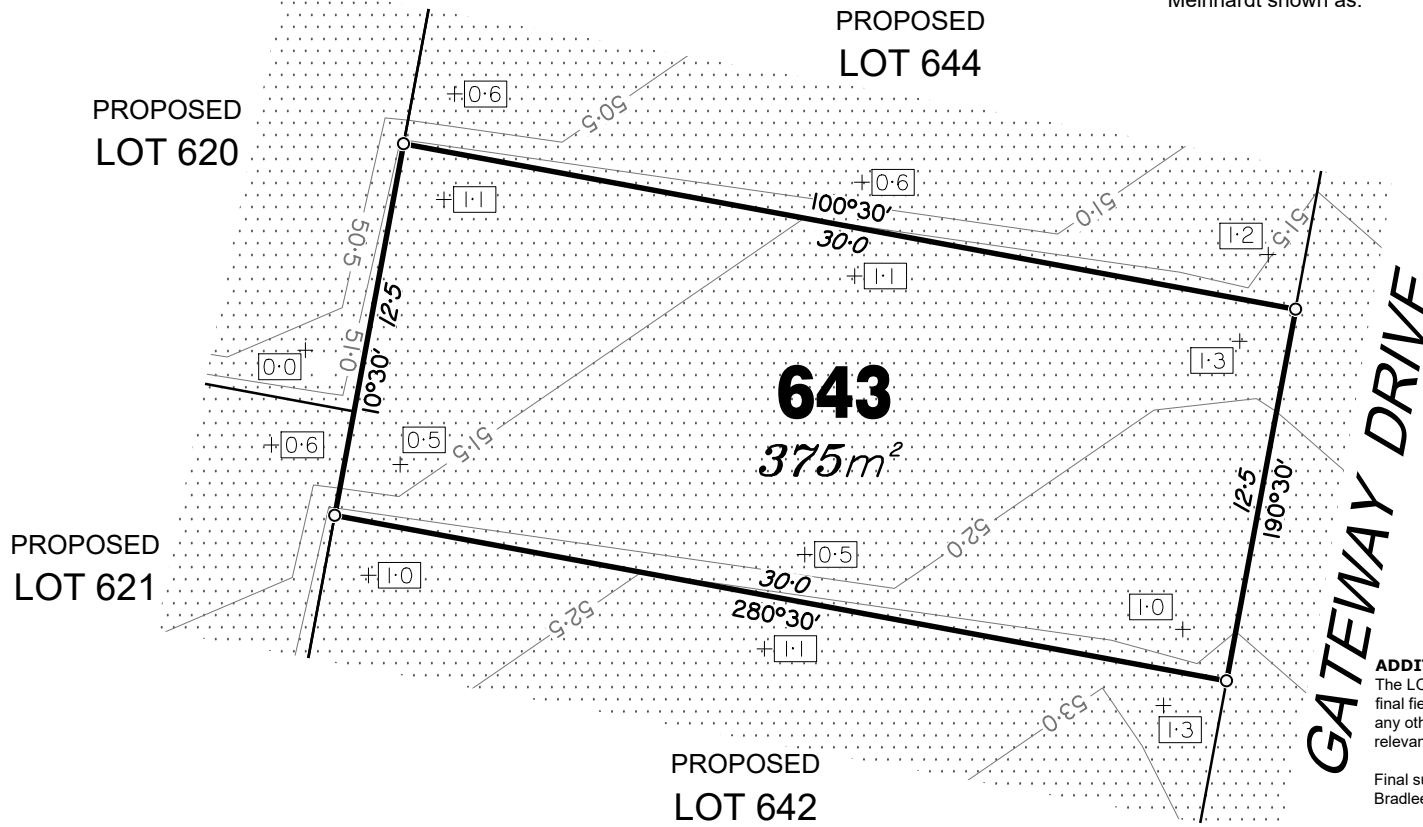 Meinhardt shown as:
PROPOSED
LOT 644
PROPOSED
LOT 620
0·6
50·5
1·1
0·6
100°30'
30·0
51·0
51·5
1·2
50·5
12·5
1·1
51·0
10°30'
0·0
1·3
643
375m²
0·5
0·6
51·5
GATEWAY DRIVE
12·5
190°30'
52·0
PROPOSED
LOT 621
0·5
1·0
30·0
280°30'
52·5
1·0
1·1
53·0
1·3
PROPOSED
LOT 642
The LO
final fie
any oth
relevan
Final su
Bradlee